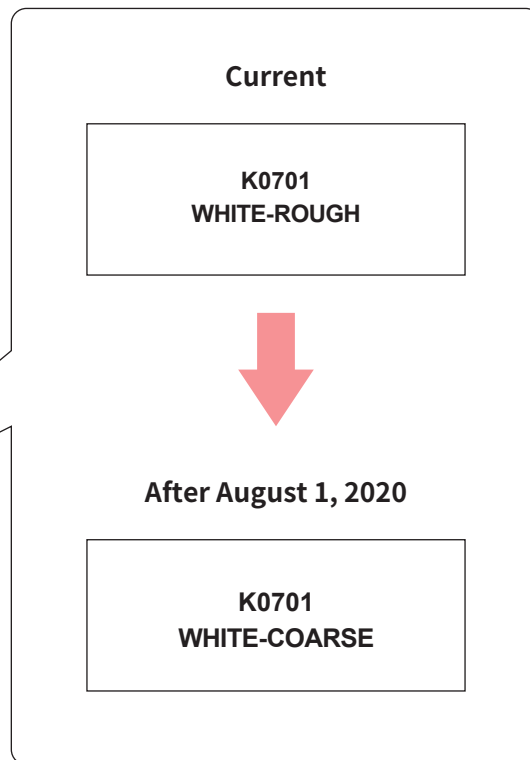 Current
K0701
WHITE-ROUGH
After August 1, 2020
K0701
WHITE-COARSE